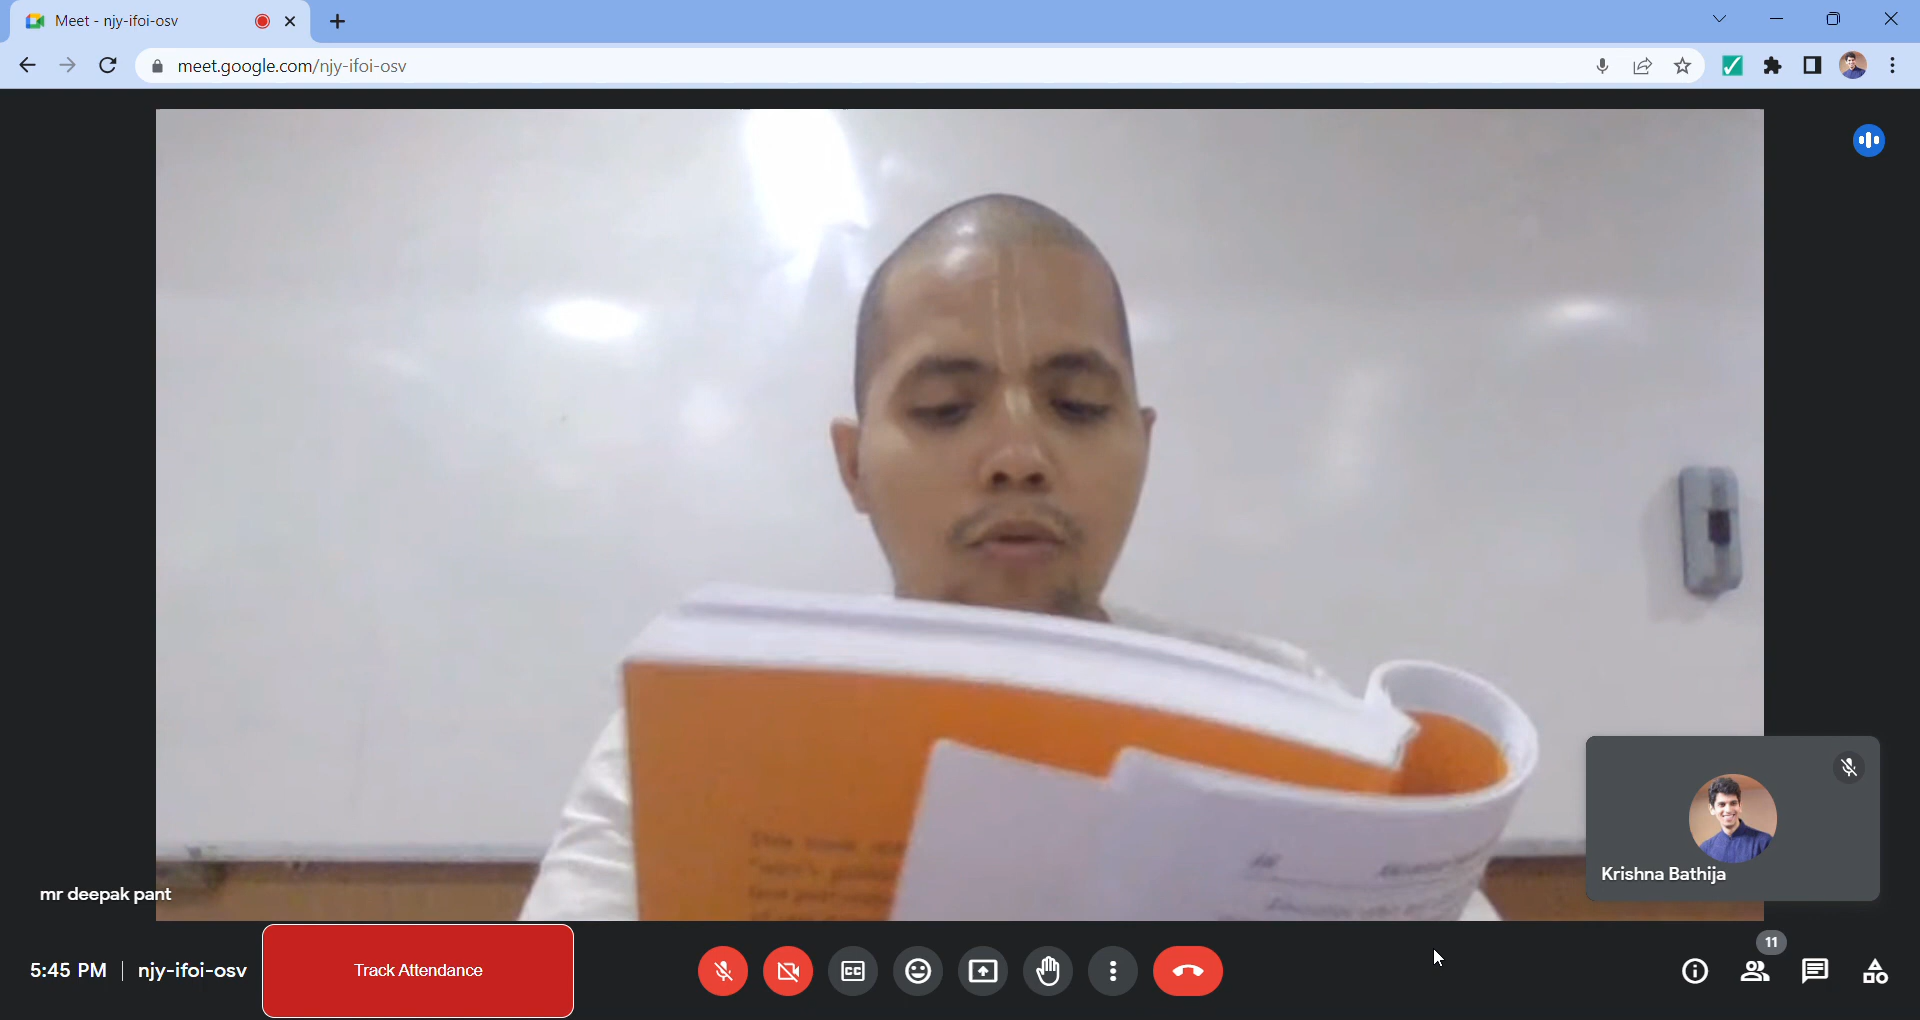 Meet - njy-ifoi-osv
meet.google.com/njy-ifoi-osv
Krishna Bathija
mr deepak pant
5:45 PM | njy-ifoi-osv
Track Attendance
CC
11